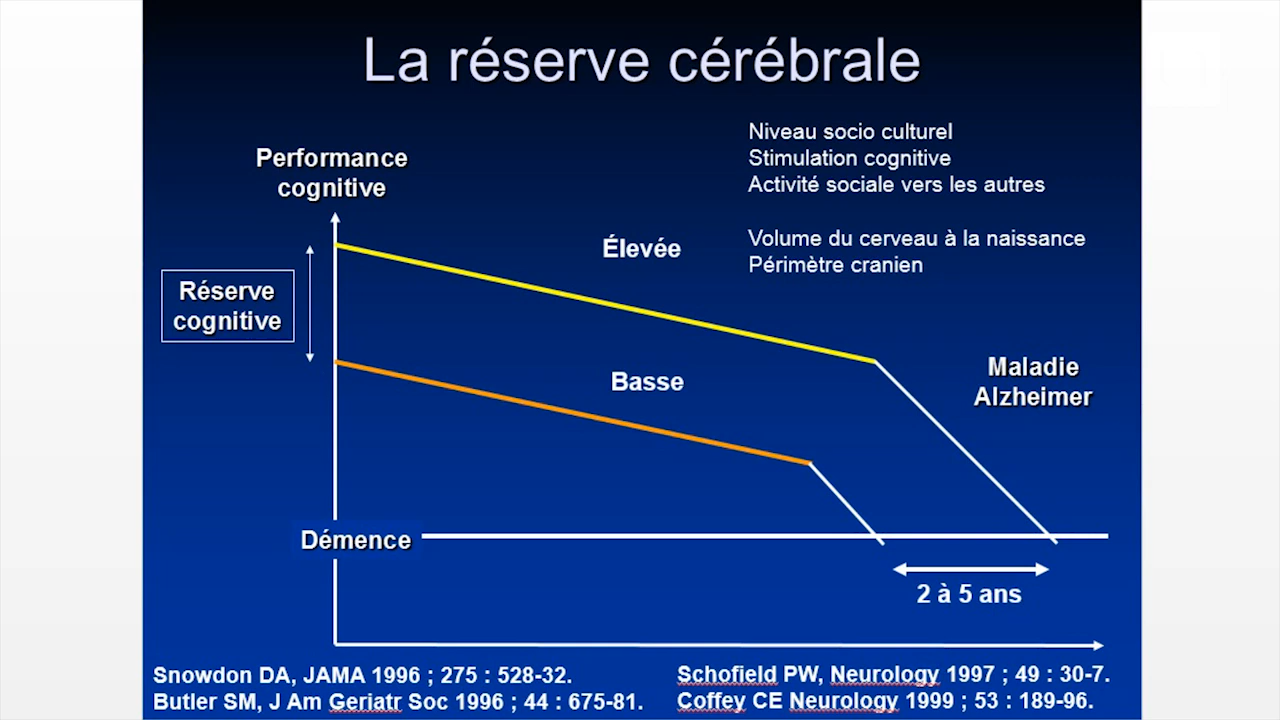 La réserve cérébrale
Niveau socio culturel
Stimulation cognitive
Activité sociale vers les autres
Volume du cerveau à la naissance
Périmètre cranien
Performance
cognitive
Réserve
cognitive
Élevée
Basse
Maladie
Alzheimer
Démence
2 à 5 ans
Snowdon DA, JAMA 1996 ; 275 : 528-32.
Butler SM, J Am Geriatr Soc 1996 ; 44 : 675-81.
Schofield PW, Neurology 1997 ; 49 : 30-7.
Coffey CE Neurology 1999 ; 53 : 189-96.